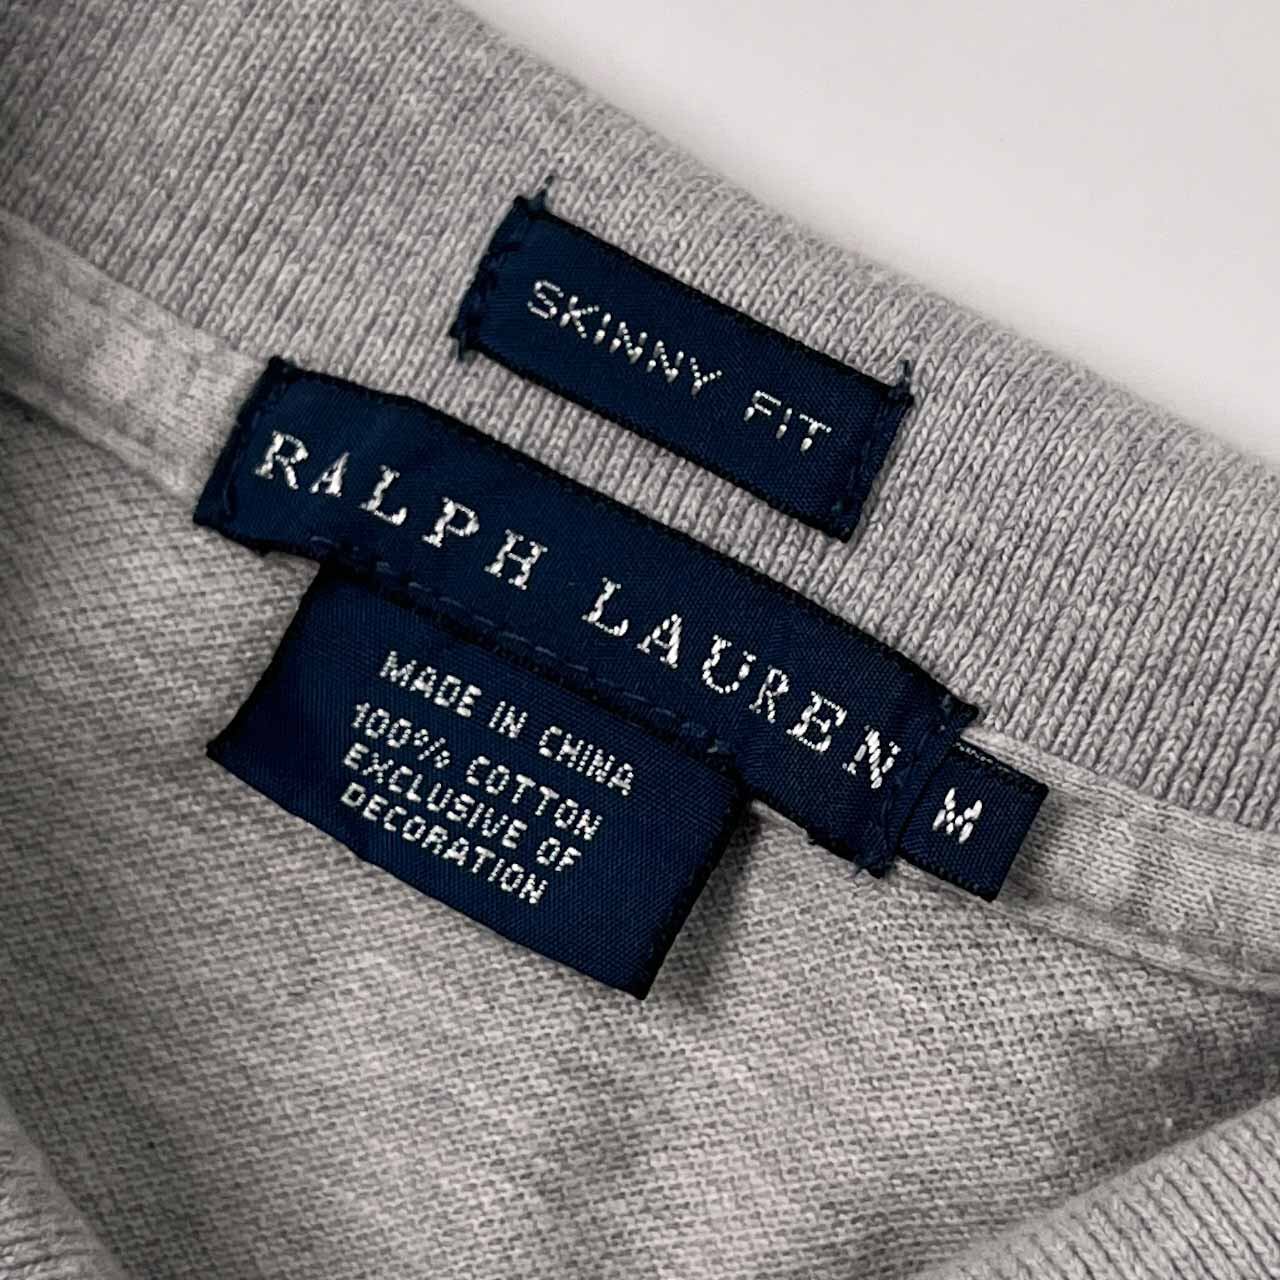 SKINNY FIT
RALPH LAUREN
M
MADE IN CHINA
100% COTTON
EXCLUSIVE OF
DECORATION